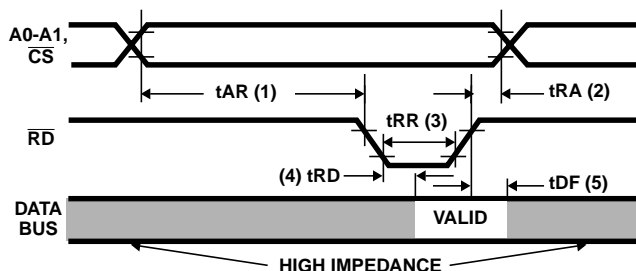 A0-A1,
CS
tAR (1)
tRA (2)
RD
tRR (3)
(4) tRD
tDF (5)
DATA
BUS
VALID
HIGH IMPEDANCE